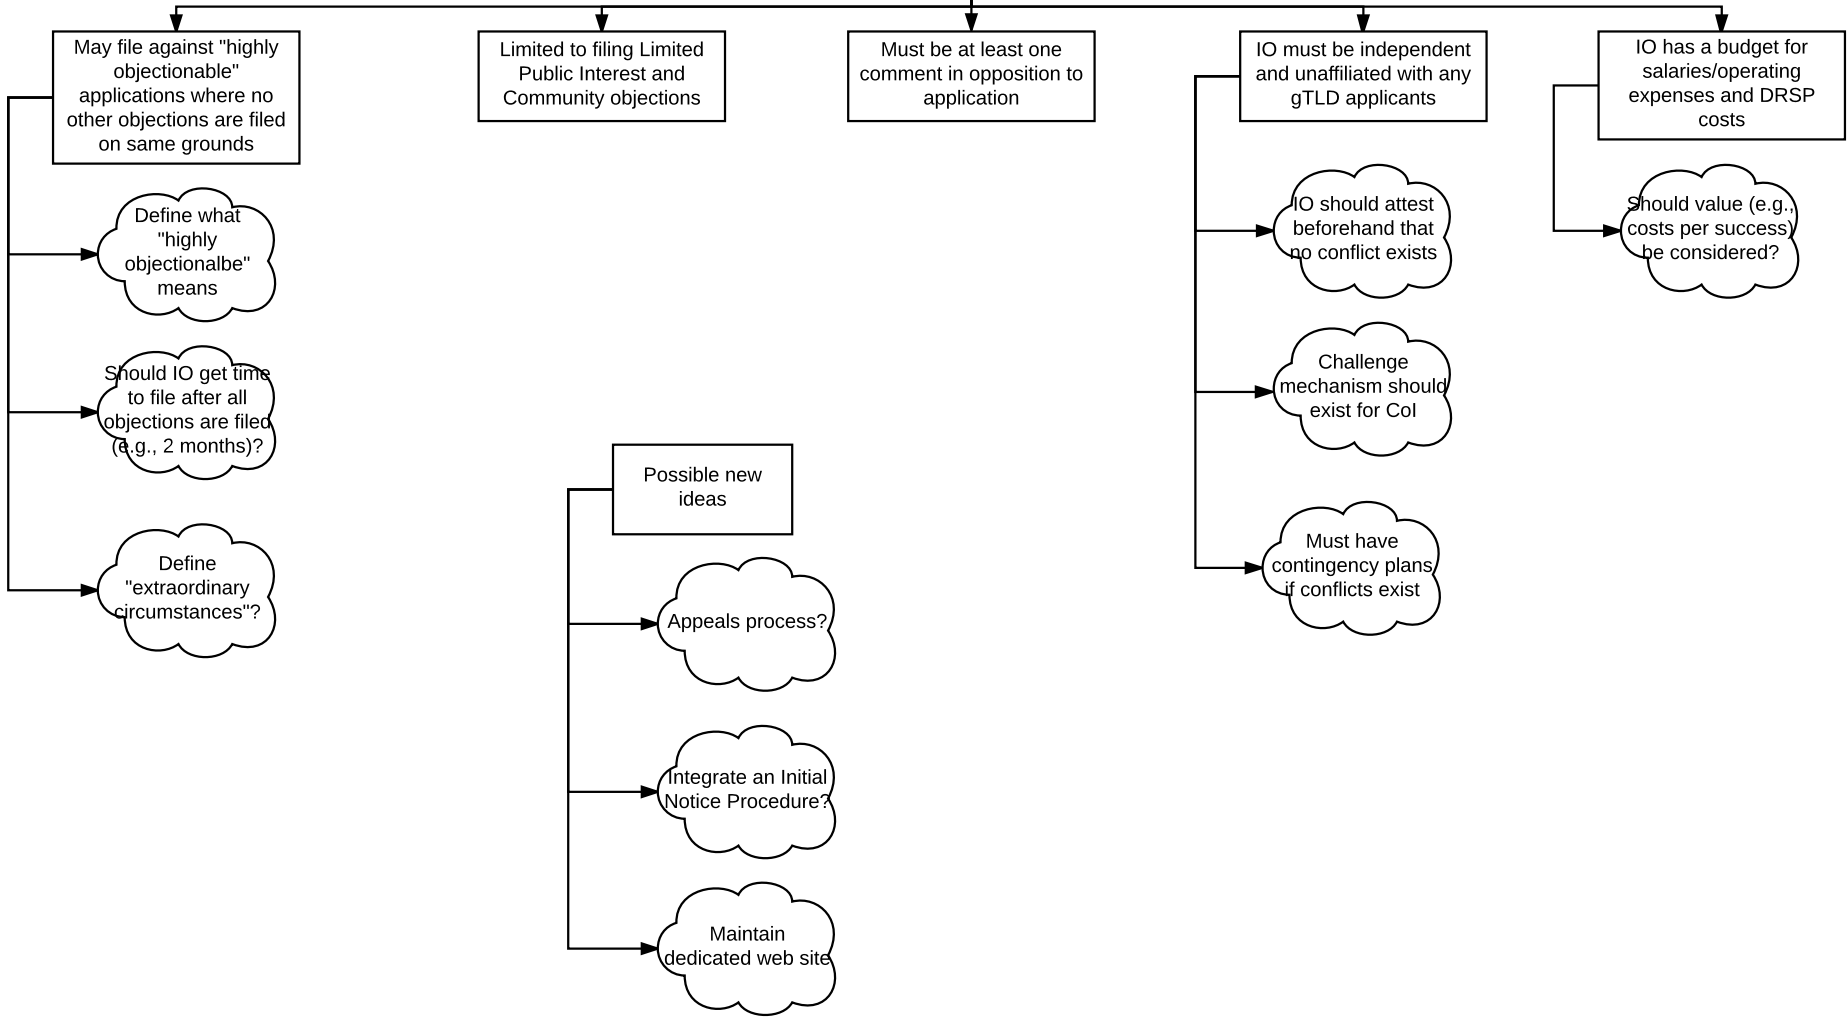 May file against "highly
objectionable"
applications where no
other objections are filed
on same grounds
Limited to filing Limited
Public Interest and
Community objections
Must be at least one
comment in opposition to
application
IO must be independent
and unaffiliated with any
gTLD applicants
IO has a budget for
salaries/operating
expenses and DRSP
costs
Define what
"highly
objectionalbe"
means
Should IO get time
to file after all
objections are filed
(e.g., 2 months)?
Define
"extraordinary
circumstances"?
Possible new
ideas
Appeals process?
Integrate an Initial
Notice Procedure?
Maintain
dedicated web site
IO should attest
beforehand that
no conflict exists
Challenge
mechanism should
exist for CoI
Must have
contingency plans
if conflicts exist
Should value (e.g.,
costs per success)
be considered?